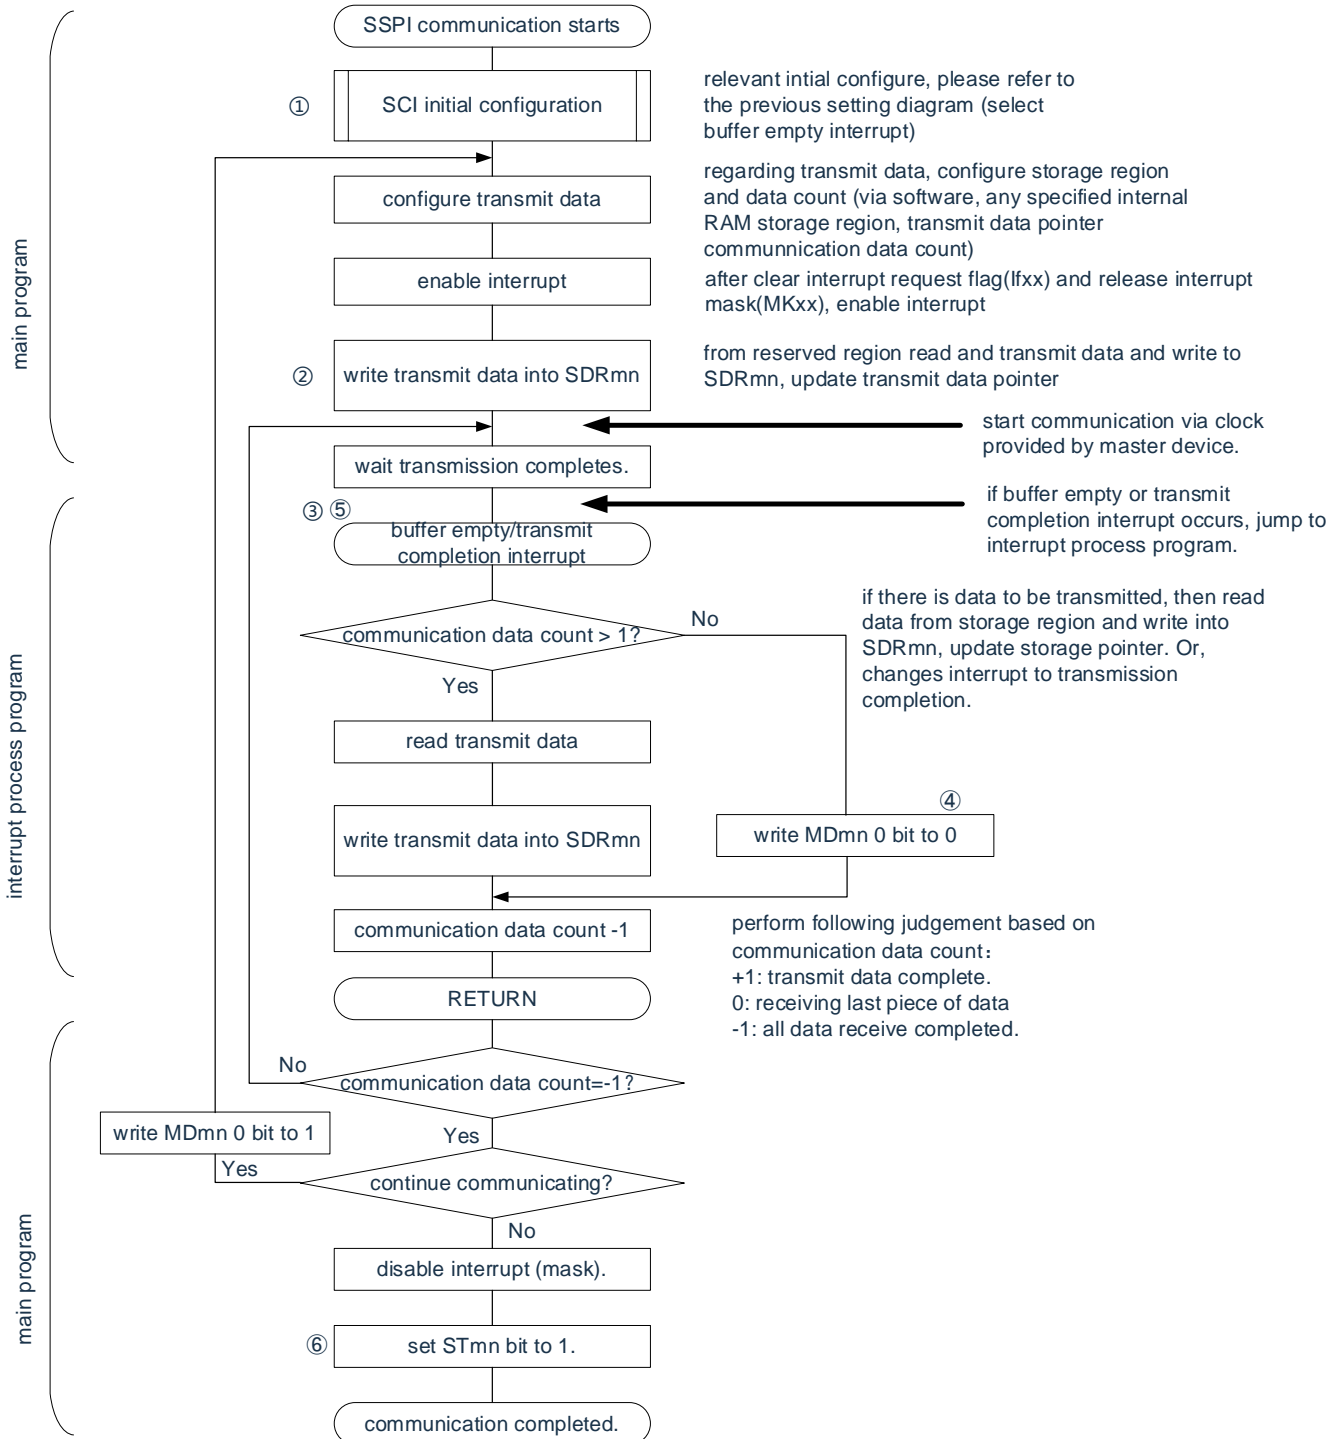 SSPI communication starts
①
SCI initial configuration
relevant intial configure, please refer to
the previous setting diagram (select
buffer empty interrupt)
configure transmit data
regarding transmit data, configure storage region
and data count (via software, any specified internal
RAM storage region, transmit data pointer
communnication data count)
enable interrupt
after clear interrupt request flag(Ifxx) and release interrupt
mask(MKxx), enable interrupt
main program
②
write transmit data into SDRmn
from reserved region read and transmit data and write to
SDRmn, update transmit data pointer
start communication via clock
provided by master device.
wait transmission completes.
③ ⑤
buffer empty/transmit
completion interrupt
if buffer empty or transmit
completion interrupt occurs, jump to
interrupt process program.
communication data count > 1?
No
Yes
if there is data to be transmitted, then read
data from storage region and write into
SDRmn, update storage pointer. Or,
changes interrupt to transmission
completion.
interrupt process program
read transmit data
④
write transmit data into SDRmn
write MDmn 0 bit to 0
communication data count -1
perform following judgement based on
communication data count：
+1: transmit data complete.
0: receiving last piece of data
-1: all data receive completed.
RETURN
No
communication data count=-1?
write MDmn 0 bit to 1
Yes
Yes
continue communicating?
No
main program
disable interrupt (mask).
⑥
set STmn bit to 1.
communication completed.